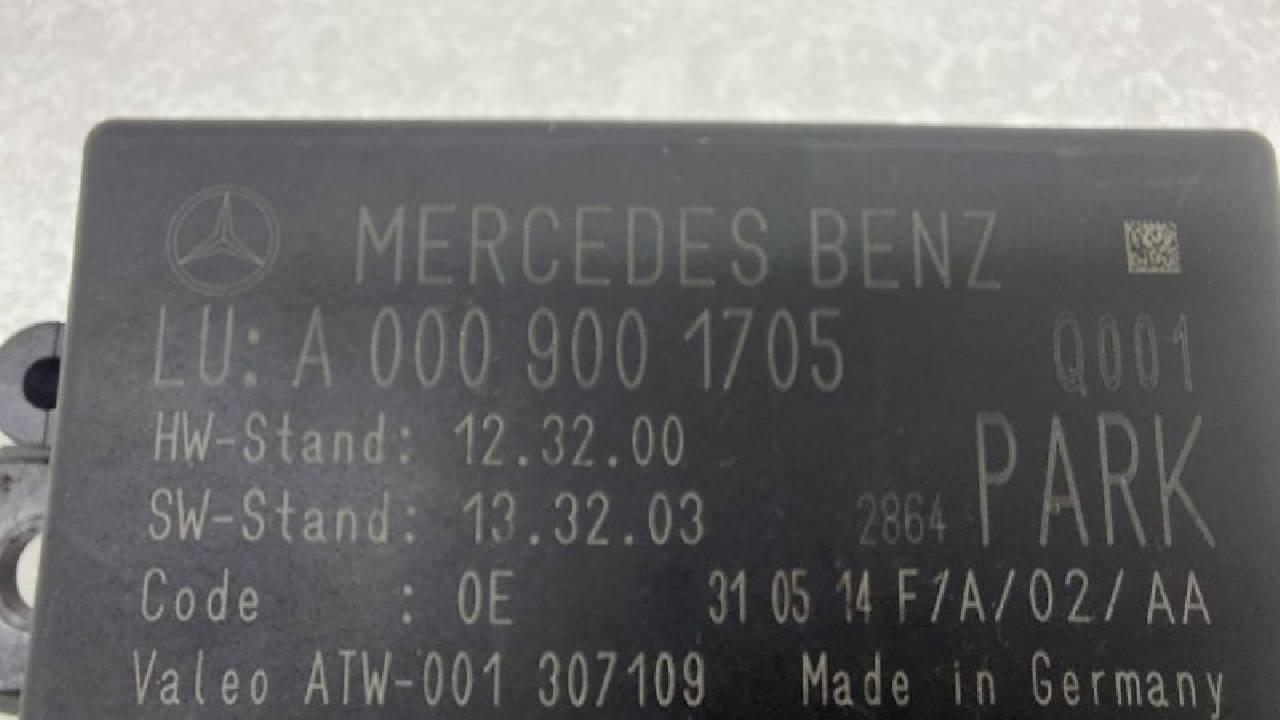 MERCEDES BENZ
LU: A 000 900 1705 Q001
HW-Stand: 12.32.00
SW-Stand: 13.32.03 2864 PARK
Code : 0E 31 05 14 F/A/02/AA
Valeo ATW-001 307109 Made in Germany